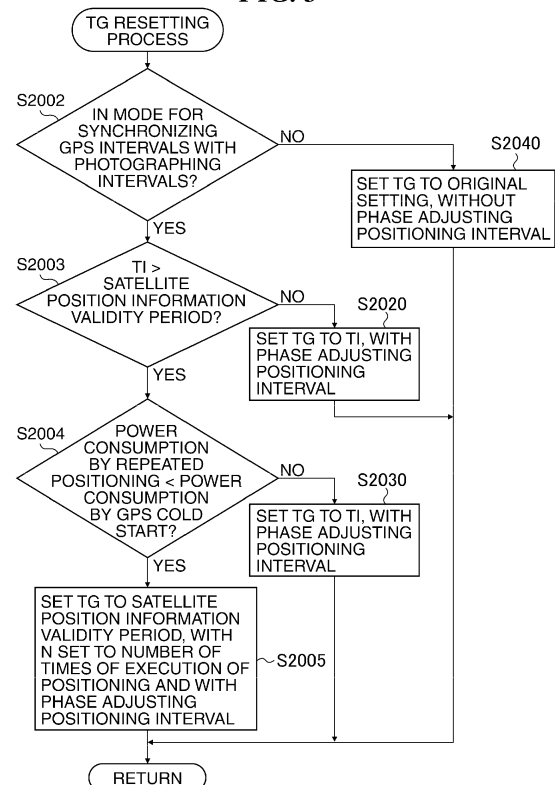 TG RESETTING
PROCESS
S2002
IN MODE FOR
SYNCHRONIZING
GPS INTERVALS WITH
PHOTOGRAPHING
INTERVALS?
NO
S2040
SET TG TO ORIGINAL
SETTING, WITHOUT
PHASE ADJUSTING
POSITIONING INTERVAL
YES
S2003
TI >
SATELLITE
POSITION INFORMATION
VALIDITY PERIOD?
NO
S2020
SET TG TO TI, WITH
PHASE ADJUSTING
POSITIONING
INTERVAL
YES
S2004
POWER
CONSUMPTION
BY REPEATED
POSITIONING < POWER
CONSUMPTION
BY GPS COLD
START?
NO
S2030
SET TG TO TI, WITH
PHASE ADJUSTING
POSITIONING
INTERVAL
YES
SET TG TO SATELLITE
POSITION INFORMATION
VALIDITY PERIOD, WITH
N SET TO NUMBER OF
TIMES OF EXECUTION OF
POSITIONING AND WITH
PHASE ADJUSTING
POSITIONING INTERVAL
S2005
RETURN